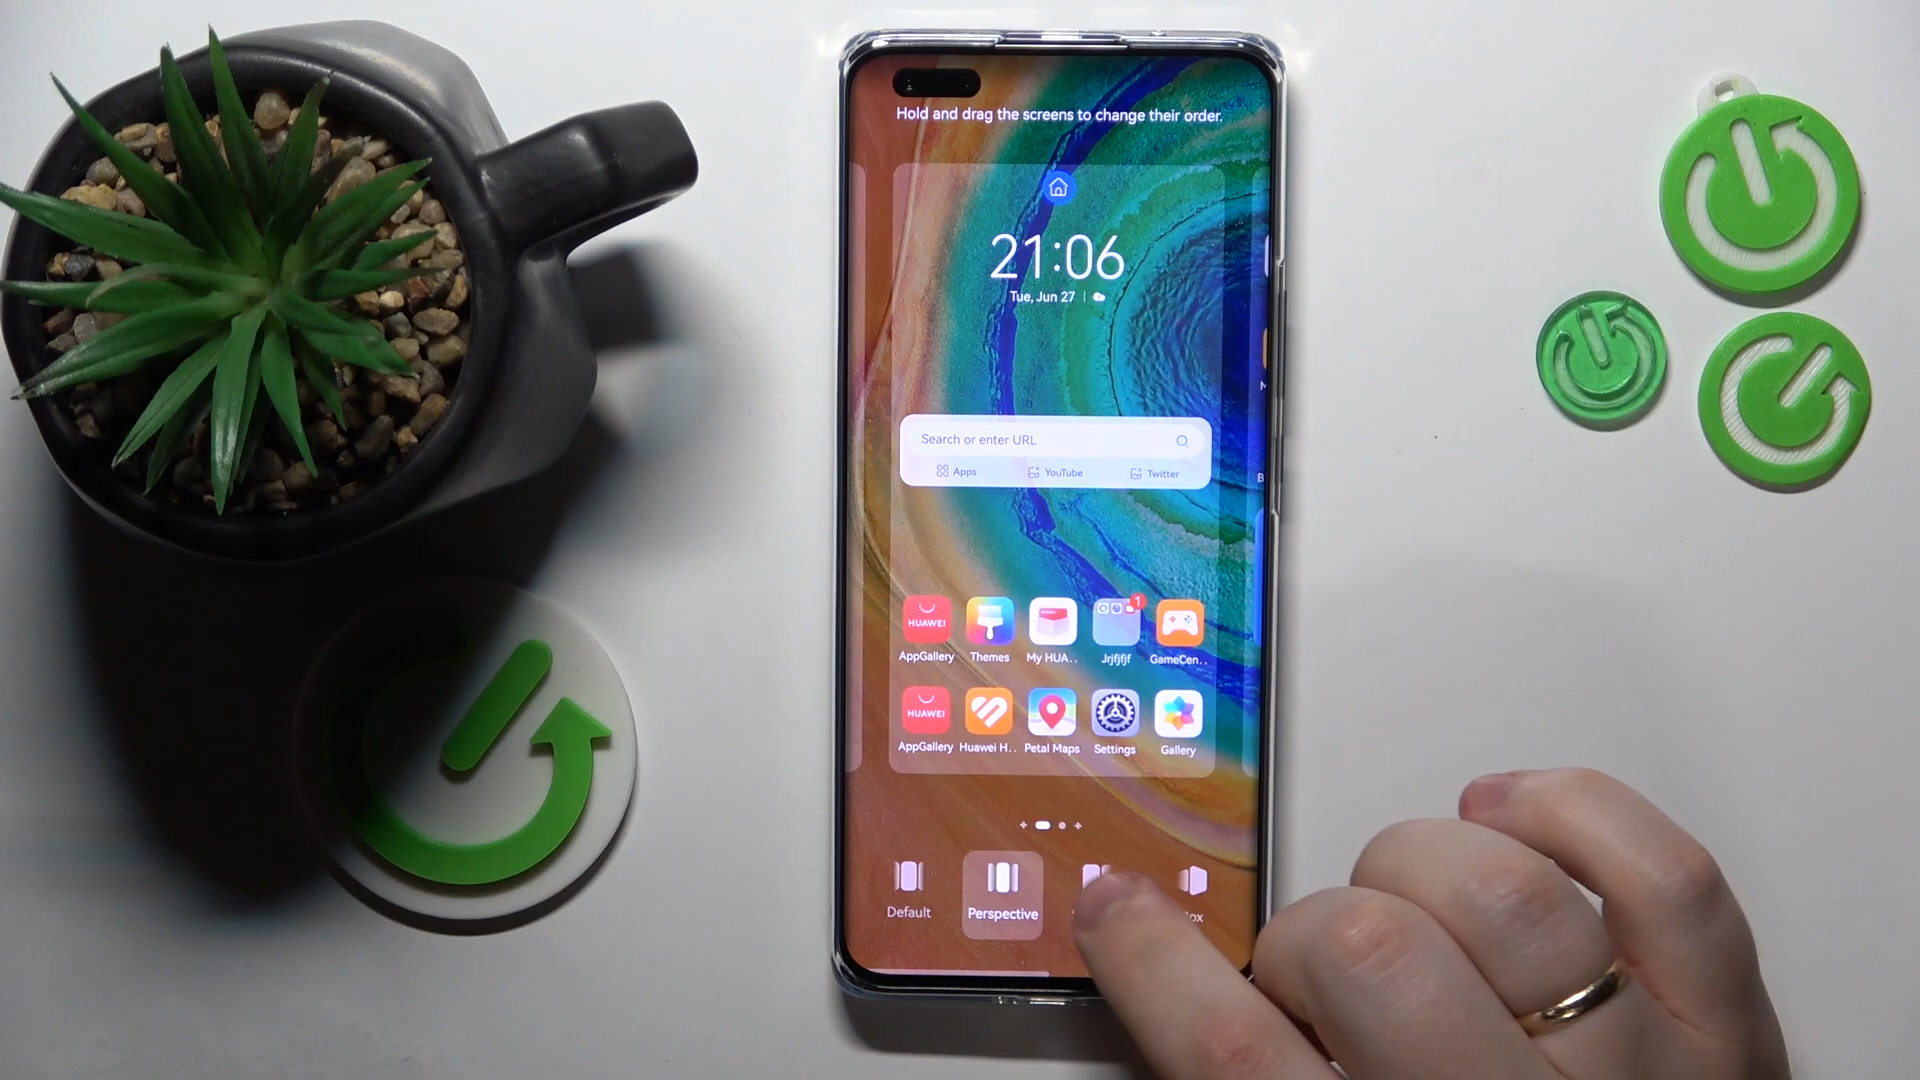 Hold and drag the screens to change their order.
21:06
Tue, Jun 27
Search or enter URL
Apps YouTube Twitter
HUAWEI 1
AppGallery Themes My HUA.. Jrjfjfjf GameCen..
HUAWEI
AppGallery Huawei H.. Petal Maps Settings Gallery
Default Perspective